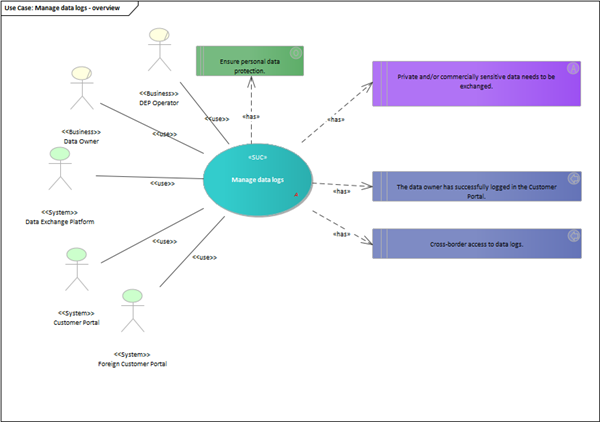 Use Case: Manage data logs - overview
Ensure personal data
protection.
Private and/or commercially sensitive data needs to be
exchanged.
<<Business>>
DEP Operator
<<use>>
«has»
«has»
<<Business>>
Data Owner
<<use>>
«SUC»
Manage data logs
<<use>>
«has»
The data owner has successfully logged in the Customer
Portal.
<<System>>
Data Exchange Platform
<<use>>
«has»
Cross-border access to data logs.
<<use>>
<<System>>
Customer Portal
<<System>>
Foreign Customer Portal